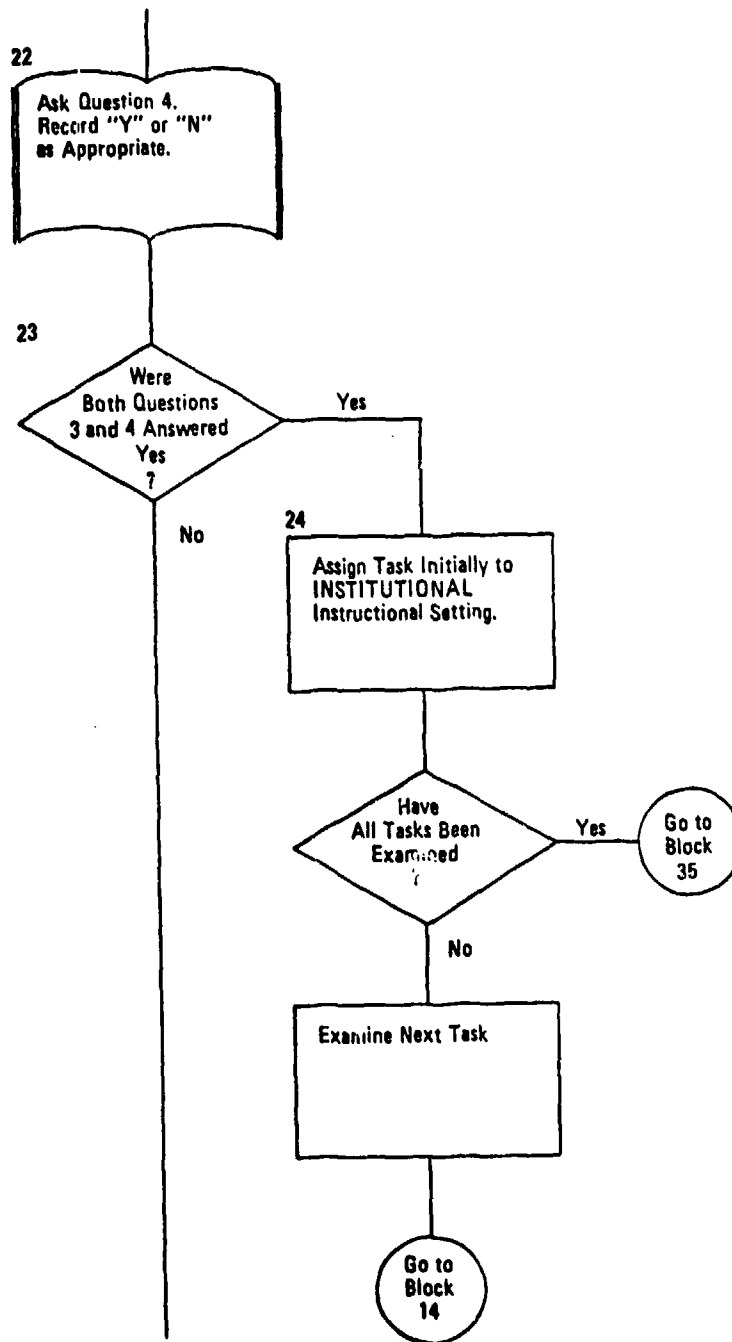 22
Ask Question 4.
Record "Y" or "N"
as Appropriate.
23
Were
Both Questions
3 and 4 Answered
Yes
?
Yes
No
24
Assign Task Initially to
INSTITUTIONAL
Instructional Setting.
Have
All Tasks Been
Examined
?
Yes
Go to
Block
35
No
Examine Next Task
Go to
Block
14